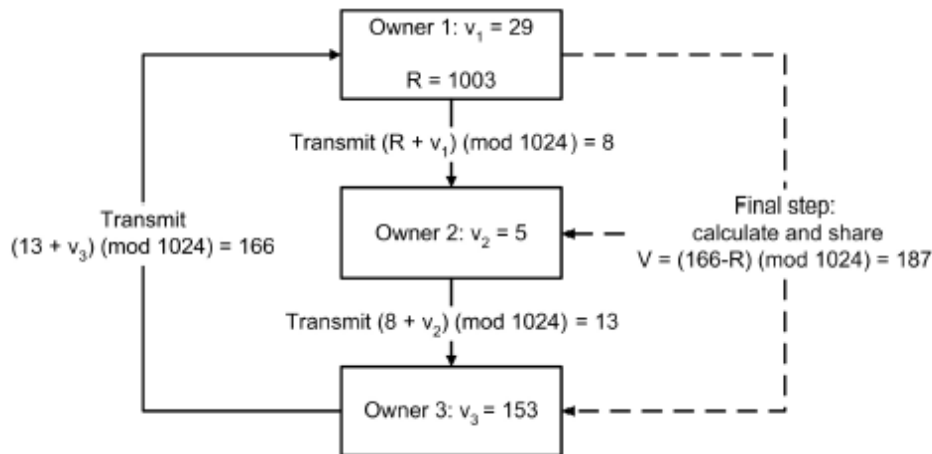 Owner 1: v₁ = 29
R = 1003
Transmit (R + v₁) (mod 1024) = 8
Owner 2: v₂ = 5
Transmit
(13 + v₃) (mod 1024) = 166
Final step:
calculate and share
V = (166-R) (mod 1024) = 187
Transmit (8 + v₂) (mod 1024) = 13
Owner 3: v₃ = 153